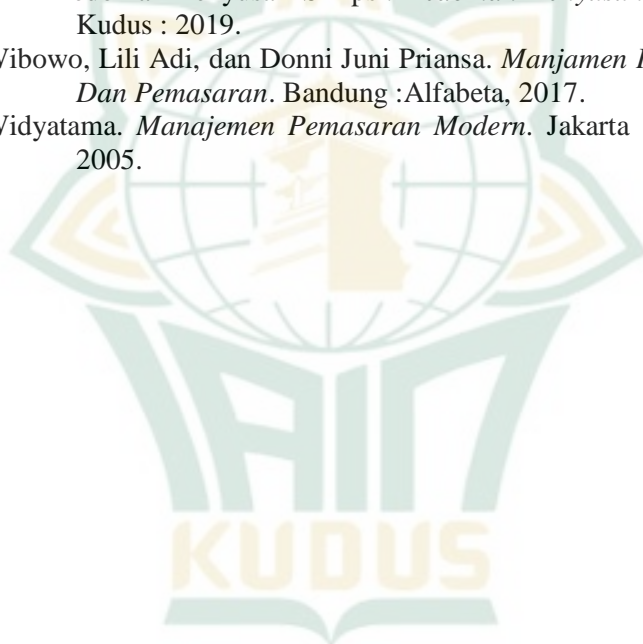 Kudus : 2019.
Wibowo, Lili Adi, dan Donni Juni Priansa. Manjamen
Dan Pemasaran. Bandung :Alfabeta, 2017.
Widyatama. Manajemen Pemasaran Modern. Jakarta
2005.
IAIN
KUDUS